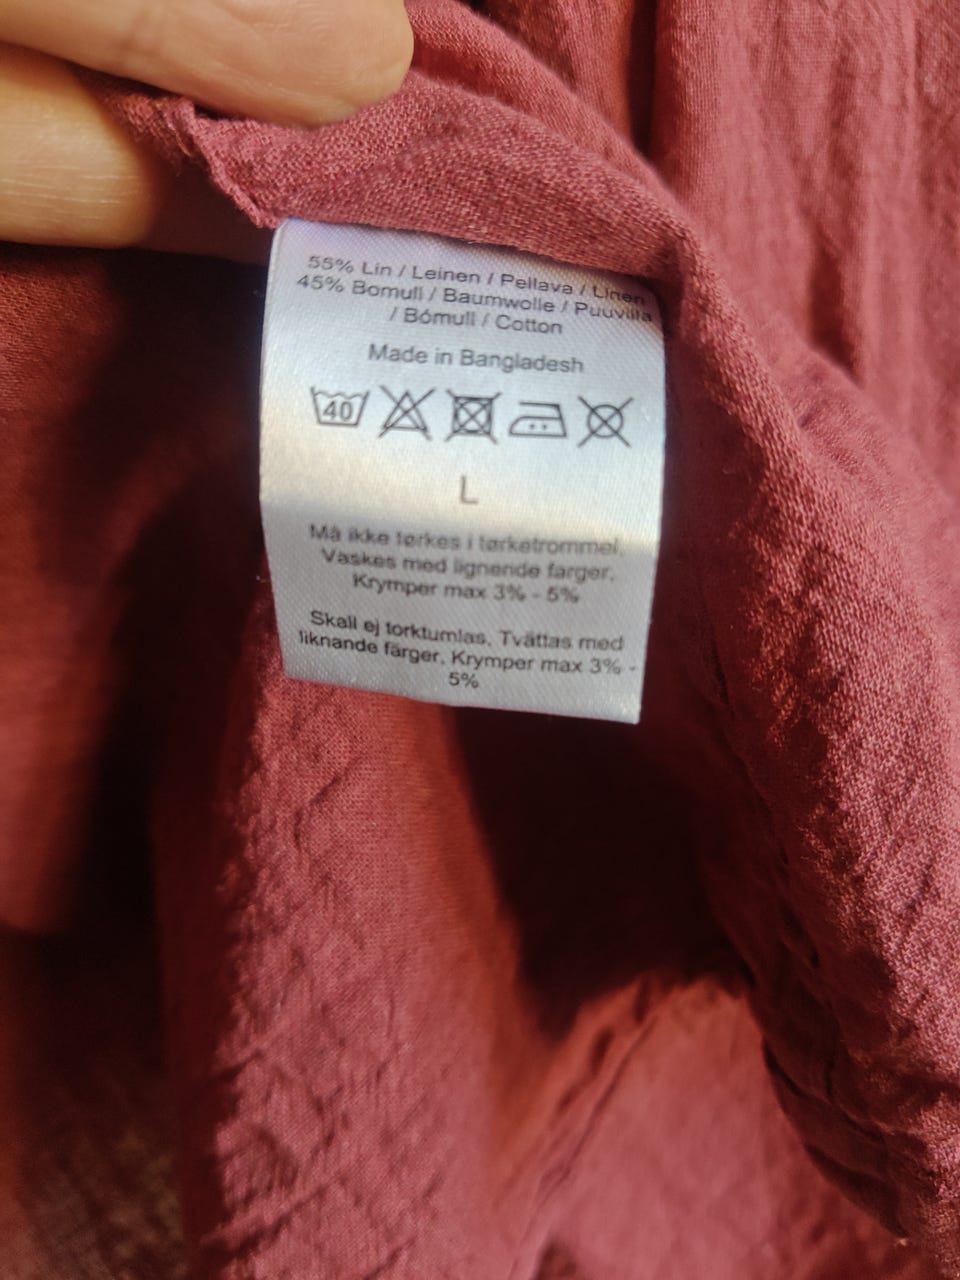 55% Lin / Leinen / Pellava / Linen
45% Bomull / Baumwolle / Puuvilla
/ Bómull / Cotton
Made in Bangladesh
40
L
Må ikke tørkes i tørketrommel.
Vaskes med lignende farger.
Krymper max 3% - 5%
Skall ej torktumlas. Tvättas med
liknande färger. Krymper max 3% -
5%